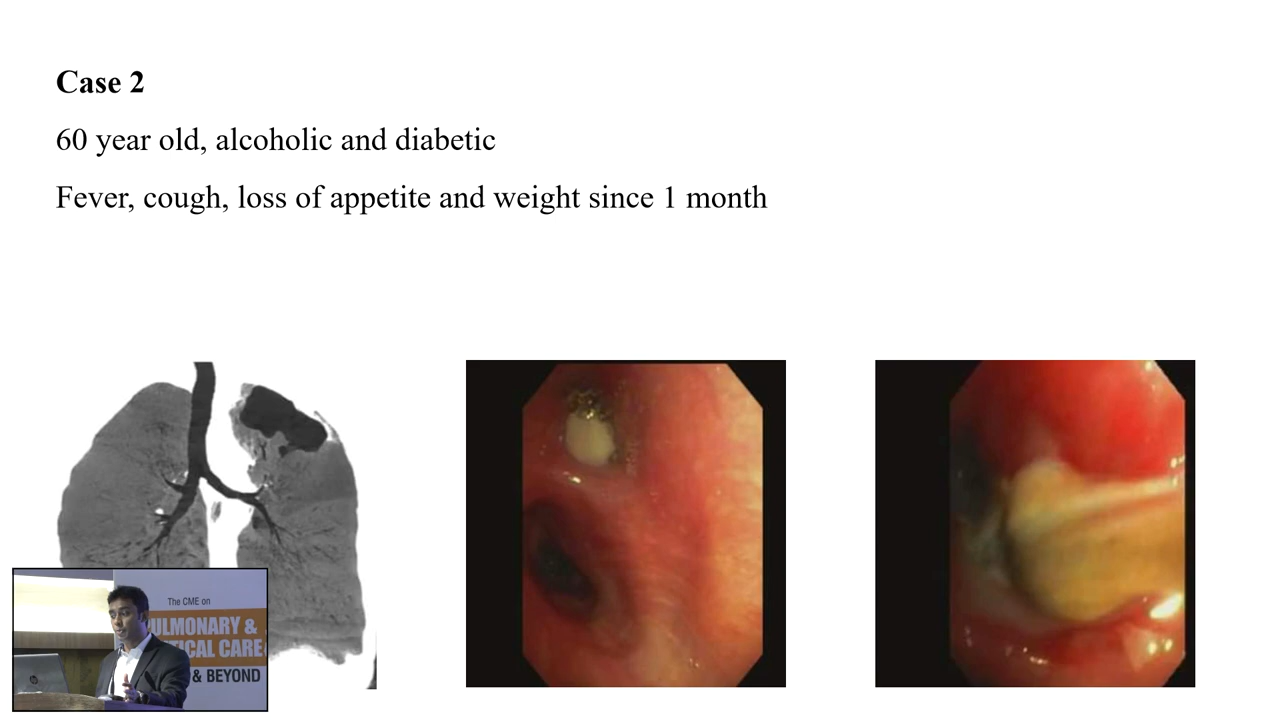 Case 2
60 year old, alcoholic and diabetic
Fever, cough, loss of appetite and weight since 1 month
The CME on
ULMONARY &
TICAL CARE
& BEYOND